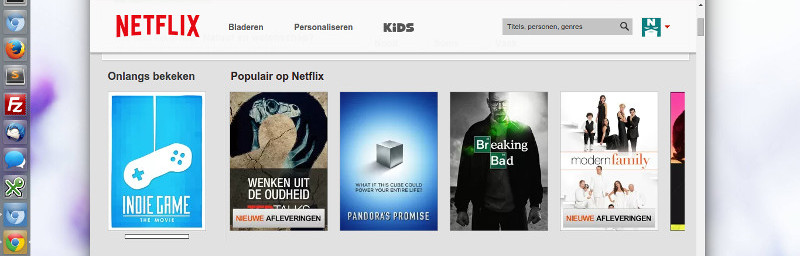 NETFLIX
Bladeren
Personaliseren
KiDS
Titels, personen, genres
N
Onlangs bekeken
Populair op Netflix
INDIE GAME
THE MOVIE
WENKEN UIT
DE OUDHEID
TED TALKS
NIEUWE AFLEVERINGEN
WHAT IF THIS CUBE COULD
POWER YOUR ENTIRE LIFE?
PANDORA'S PROMISE
Breaking
Bad
modern family
NIEUWE AFLEVERINGEN
S
FZ
X